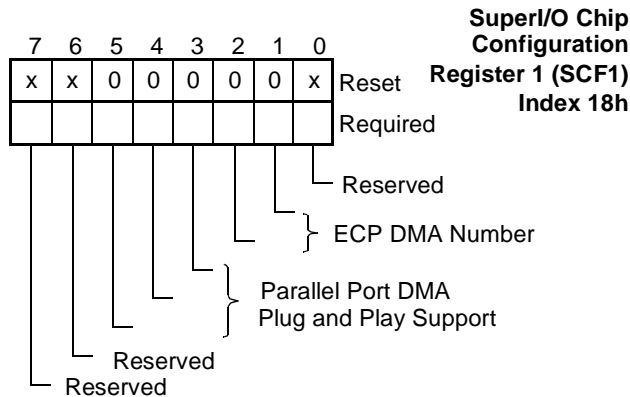 SuperI/O Chip
Configuration
Register 1 (SCF1)
Index 18h
7 6 5 4 3 2 1 0
x x 0 0 0 0 0 x Reset
Required
Reserved
ECP DMA Number
Parallel Port DMA
Plug and Play Support
Reserved
Reserved